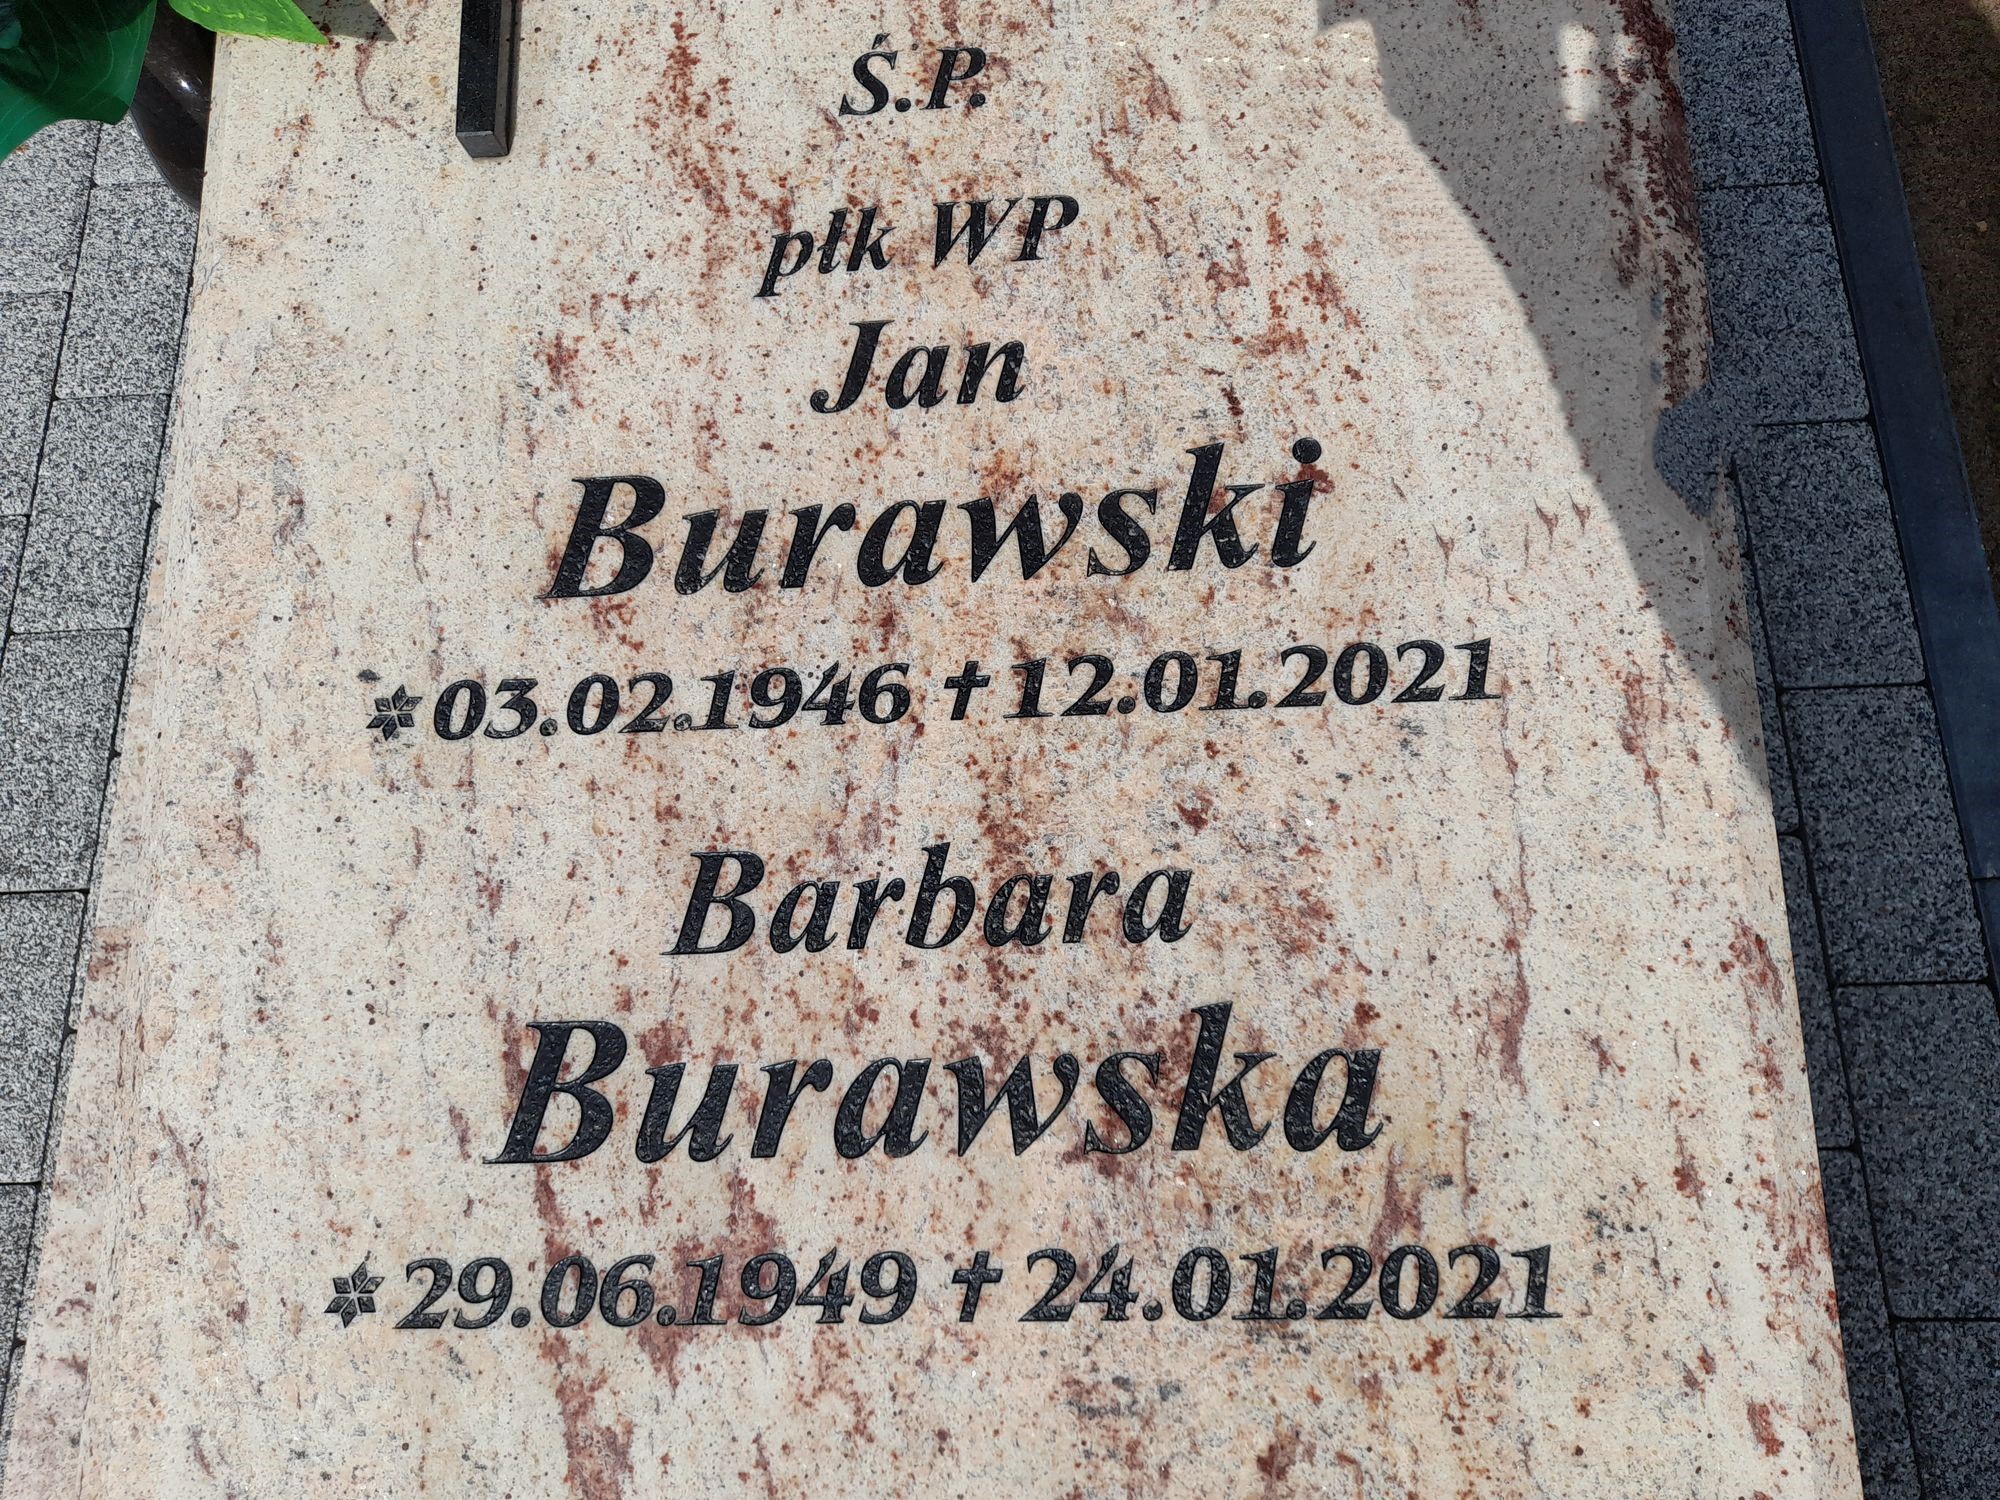 Ś.P.
płk WP
Jan
Burawski
*03.02.1946 ✝12.01.2021
Barbara
Burawska
*29.06.1949 ✝24.01.2021